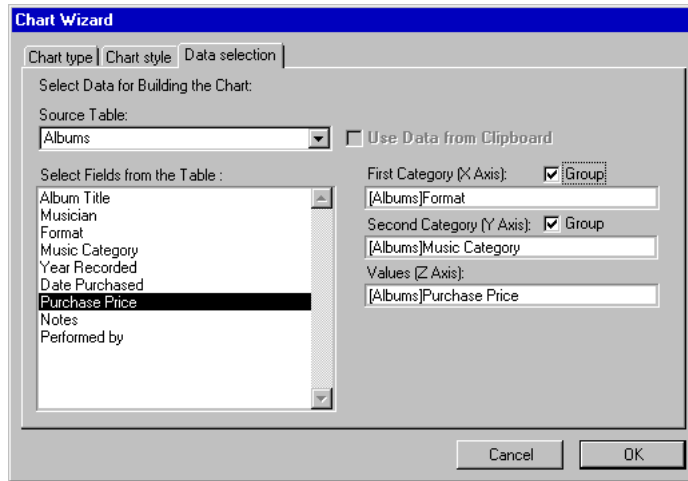 Chart Wizard
Chart type Chart style Data selection
Select Data for Building the Chart:
Source Table:
Albums
Use Data from Clipboard
Select Fields from the Table :
Album Title
Musician
Format
Music Category
Year Recorded
Date Purchased
Purchase Price
Notes
Performed by
First Category (X Axis): Group
[Albums]Format
Second Category (Y Axis): Group
[Albums]Music Category
Values (Z Axis):
[Albums]Purchase Price
Cancel OK